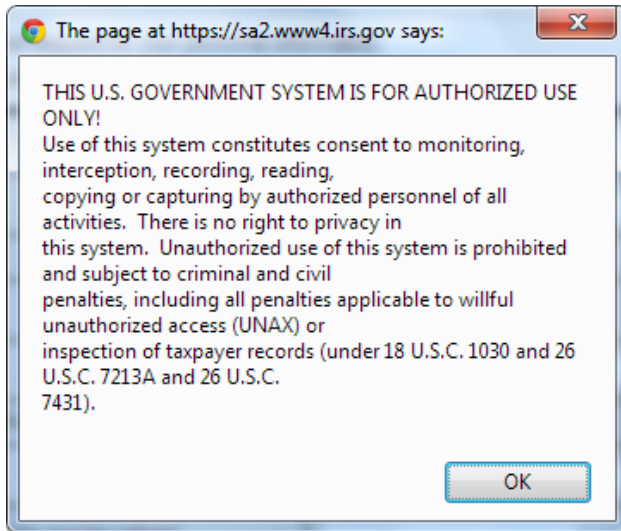 The page at https://sa2.www4.irs.gov says:
THIS U.S. GOVERNMENT SYSTEM IS FOR AUTHORIZED USE
ONLY!
Use of this system constitutes consent to monitoring,
interception, recording, reading,
copying or capturing by authorized personnel of all
activities.  There is no right to privacy in
this system.  Unauthorized use of this system is prohibited
and subject to criminal and civil
penalties, including all penalties applicable to willful
unauthorized access (UNAX) or
inspection of taxpayer records (under 18 U.S.C. 1030 and 26
U.S.C. 7213A and 26 U.S.C.
7431).
OK